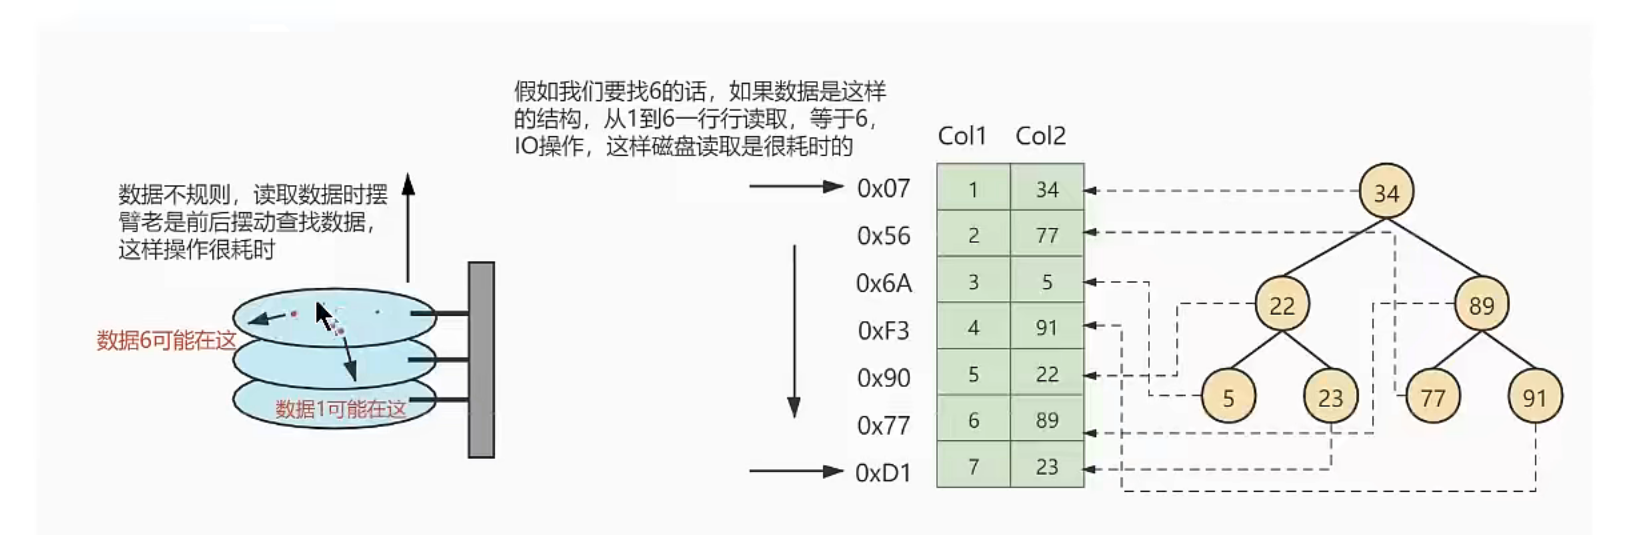 假如我们要找6的话，如果数据是这样
的结构，从1到6一行行读取，等于6，
IO操作，这样磁盘读取是很耗时的
数据不规则，读取数据时摆
臂老是前后摆动查找数据，
这样操作很耗时
数据6可能在这
数据1可能在这
Col1 Col2
0x07 1 34
0x56 2 77
0x6A 3 5
0xF3 4 91
0x90 5 22
0x77 6 89
0xD1 7 23
34
22 89
5 23 77 91